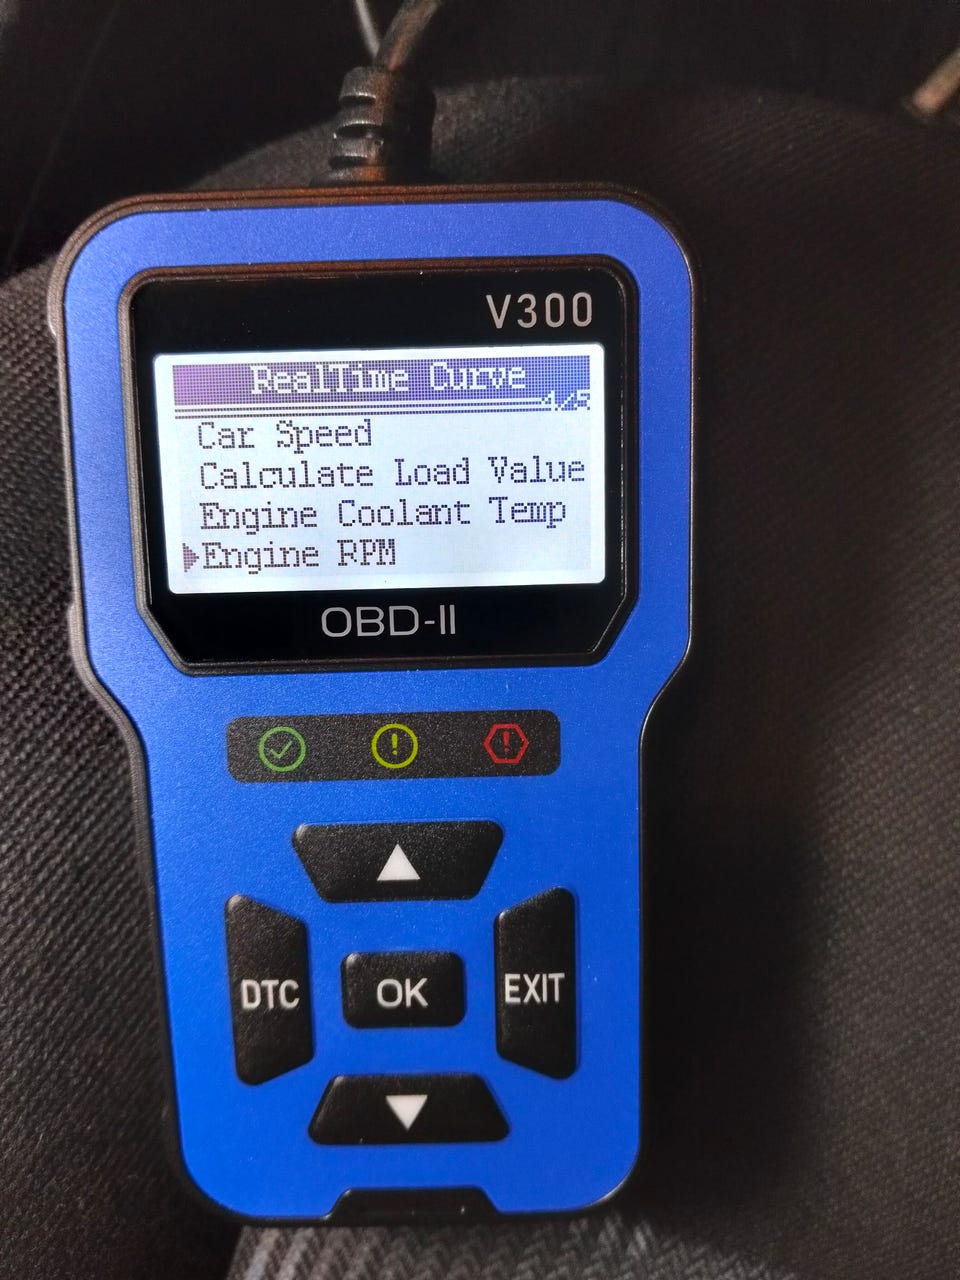 V300
RealTime Curve
4/5
Car Speed
Calculate Load Value
Engine Coolant Temp
Engine RPM
OBD-II
DTC
OK
EXIT